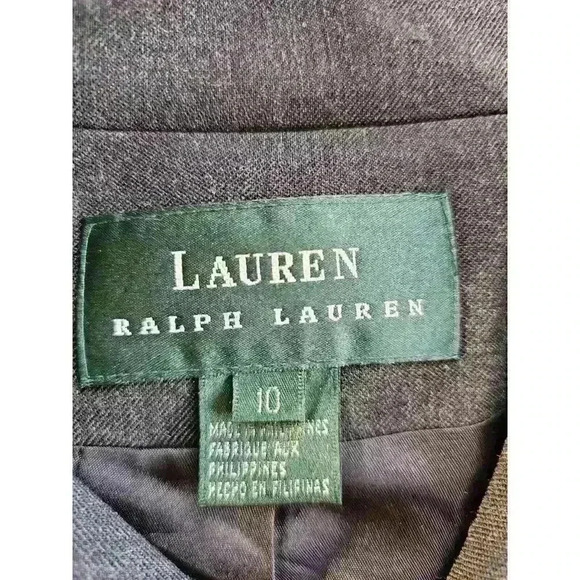 LAUREN
RALPH LAUREN
10
MADE IN PHILIPPINES
FABRIQUE AUX
PHILIPPINES
HECHO EN FILIPINAS